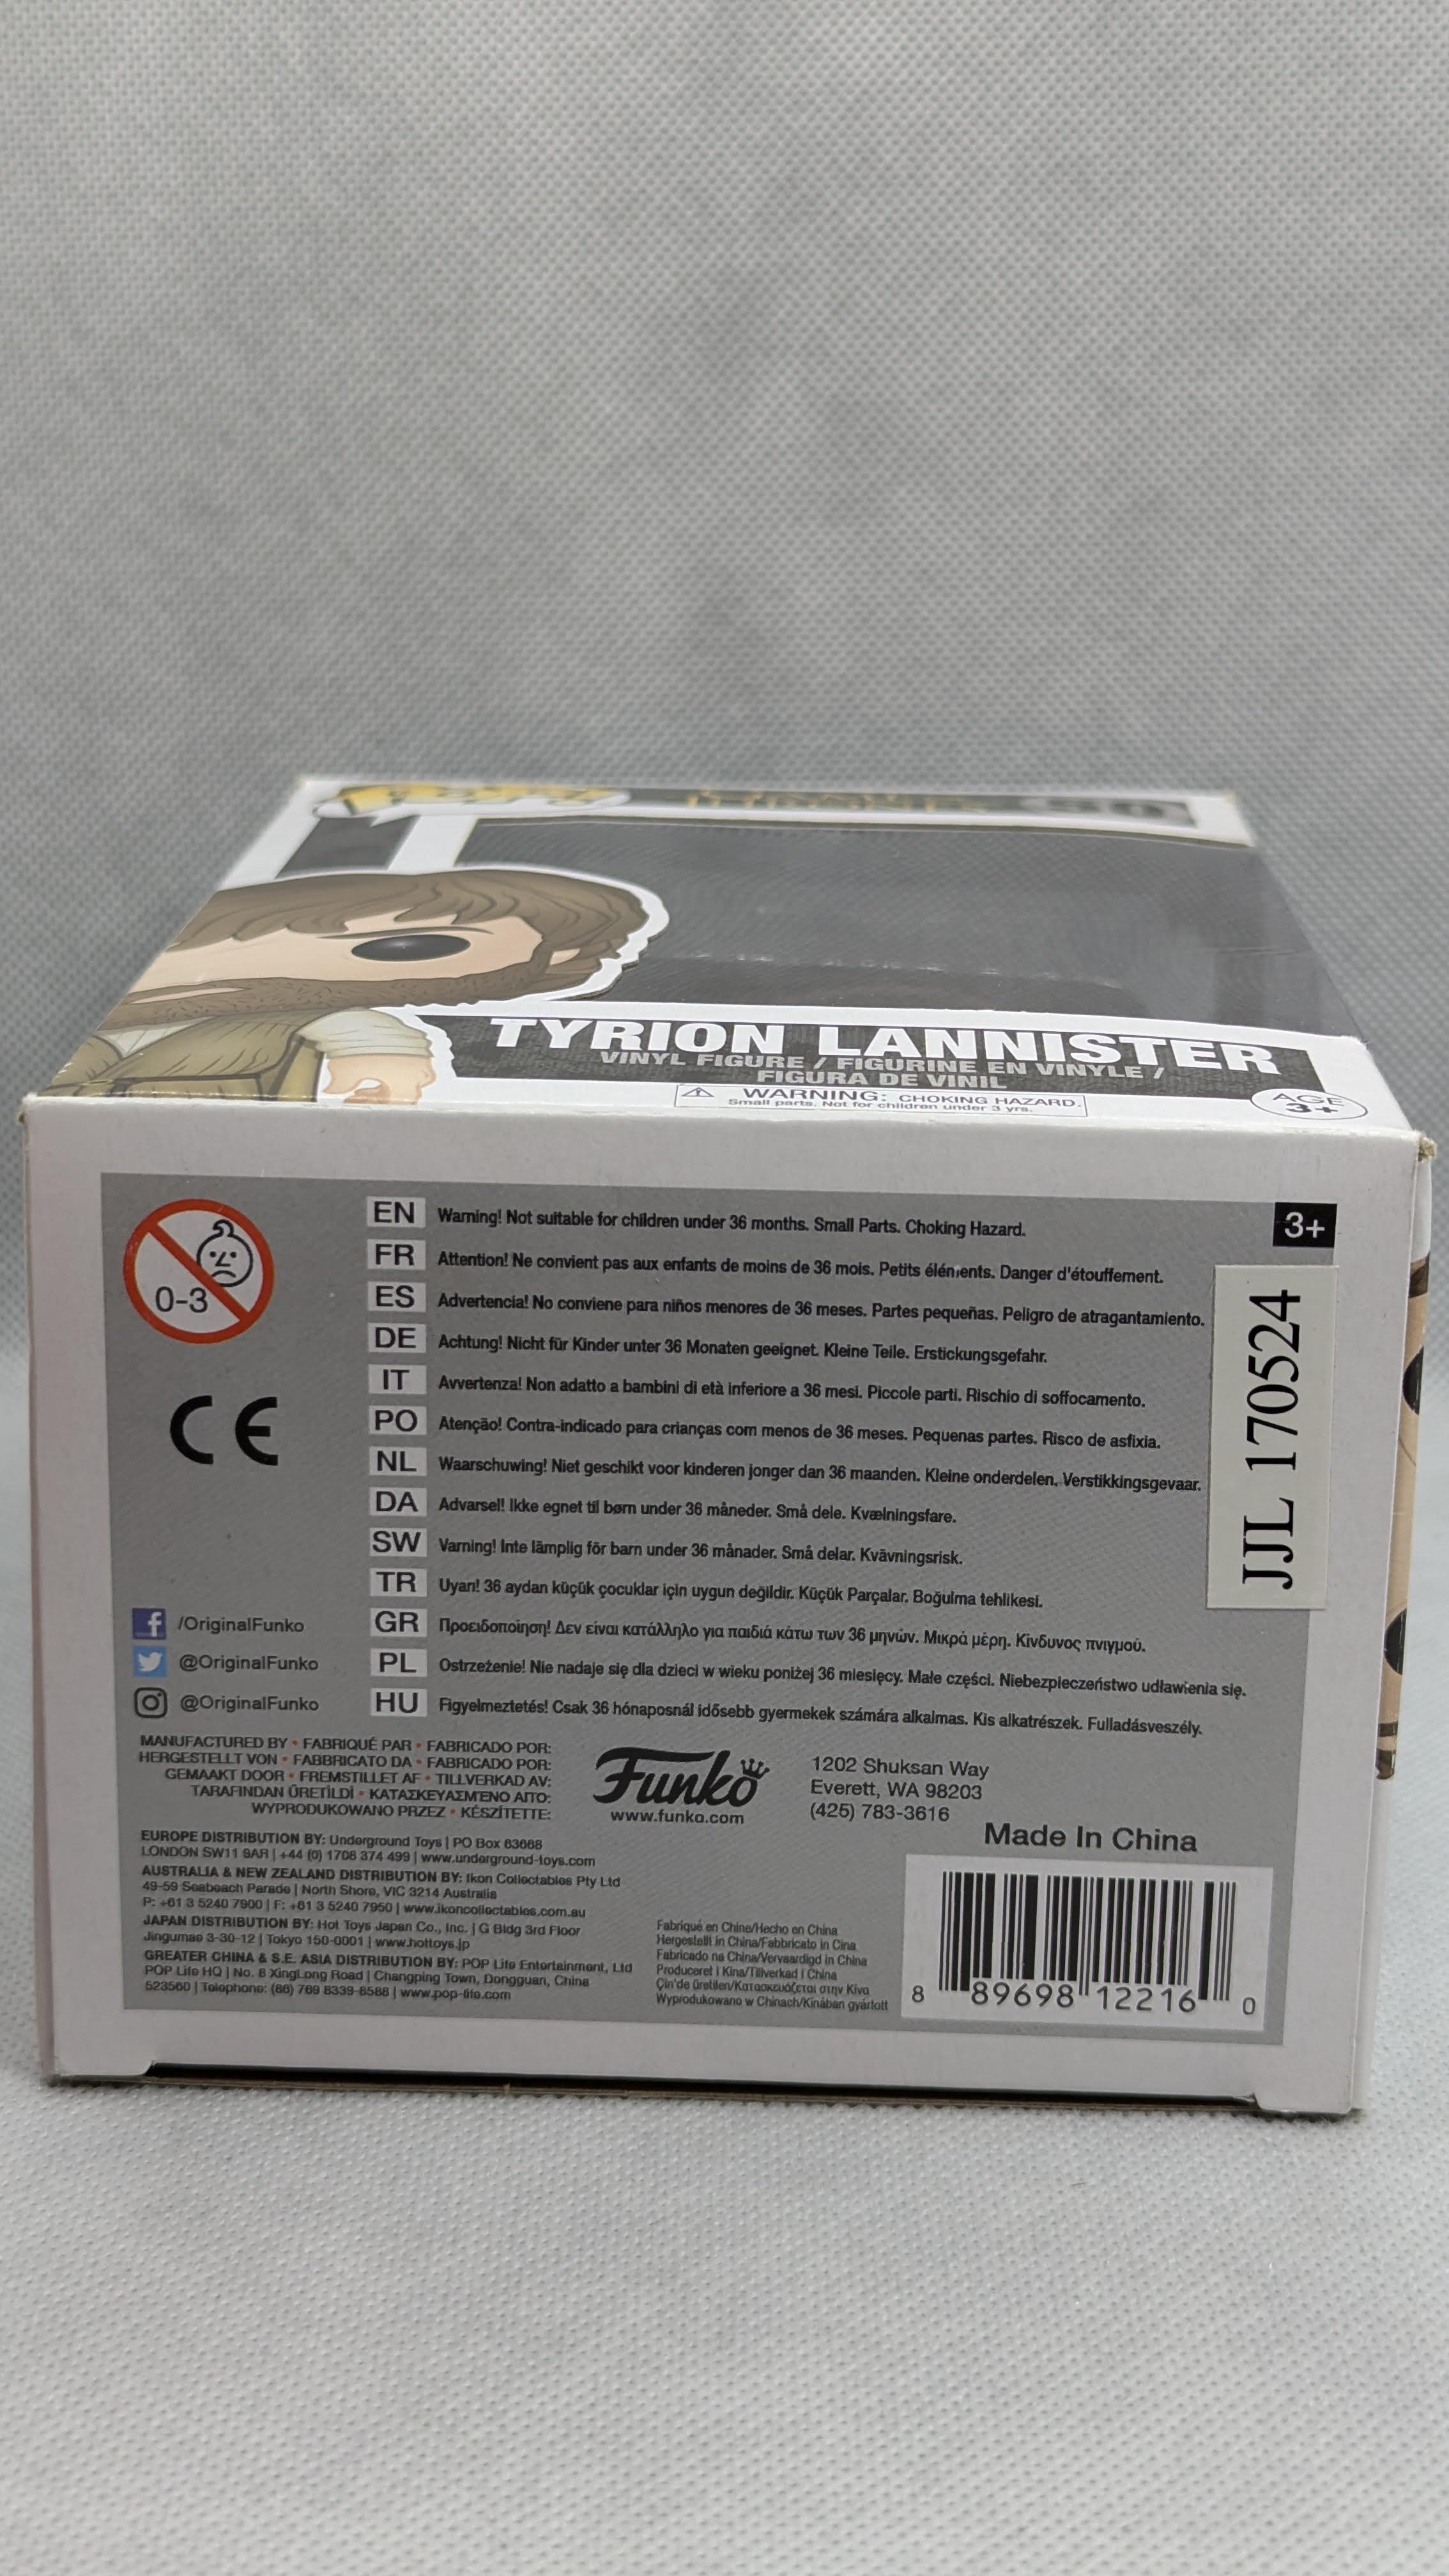 TYRION LANNISTER
VINYL FIGURE / FIGURINE EN VINYLE /
FIGURA DE VINIL
WARNING: CHOKING HAZARD.
Small parts. Not for children under 3 yrs.
AGE
3+
0-3
EN Warning! Not suitable for children under 36 months. Small Parts. Choking Hazard.
3+
FR Attention! Ne convient pas aux enfants de moins de 36 mois. Petits éléments. Danger d'étouffement.
ES Advertencia! No conviene para niños menores de 36 meses. Partes pequeñas. Peligro de atragantamiento.
DE Achtung! Nicht für Kinder unter 36 Monaten geeignet. Kleine Teile. Erstickungsgefahr.
IT Avvertenza! Non adatto a bambini di età inferiore a 36 mesi. Piccole parti. Rischio di soffocamento.
PO Atenção! Contra-indicado para crianças com menos de 36 meses. Pequenas partes. Risco de asfixia.
NL Waarschuwing! Niet geschikt voor kinderen jonger dan 36 maanden. Kleine onderdelen. Verstikkingsgevaar.
DA Advarsel! Ikke egnet til børn under 36 måneder. Små dele. Kvælningsfare.
SW Varning! Inte lämplig för barn under 36 månader. Små delar. Kvävningsrisk.
TR Uyarı! 36 aydan küçük çocuklar için uygun değildir. Küçük Parçalar. Boğulma tehlikesi.
GR Προειδοποίηση! Δεν είναι κατάλληλο για παιδιά κάτω των 36 μηνών. Μικρά μέρη. Κίνδυνος πνιγμού.
PL Ostrzeżenie! Nie nadaje się dla dzieci w wieku poniżej 36 miesięcy. Małe części. Niebezpieczeństwo udławienia się.
HU Figyelmeztetés! Csak 36 hónaposnál idősebb gyermekek számára alkalmas. Kis alkatrészek. Fulladásveszély.
CE
JJL 170524
/OriginalFunko
@OriginalFunko
@OriginalFunko
MANUFACTURED BY • FABRIQUÉ PAR • FABRICADO POR:
HERGESTELLT VON • FABBRICATO DA • FABRICADO POR:
GEMAAKT DOOR • FREMSTILLET AF • TILLVERKAD AV:
TARAFINDAN ÜRETİLDİ • ΚΑΤΑΣΚΕΥΑΣΜΈΝΟ ΑΠΌ:
WYPRODUKOWANO PRZEZ • KÉSZÍTETTE:
Funko
www.funko.com
1202 Shuksan Way
Everett, WA 98203
(425) 783-3616
Made In China
EUROPE DISTRIBUTION BY: Underground Toys | PO Box 63668
LONDON SW11 9AR | +44 (0) 1708 374 499 | www.underground-toys.com
AUSTRALIA & NEW ZEALAND DISTRIBUTION BY: Ikon Collectables Pty Ltd
49-59 Seabeach Parade | North Shore, VIC 3214 Australia
P: +61 3 5240 7900 | F: +61 3 5240 7950 | www.ikoncollectables.com.au
JAPAN DISTRIBUTION BY: Hot Toys Japan Co., Inc. | G Bldg 3rd Floor
Jingumae 3-30-12 | Tokyo 150-0001 | www.hottoys.jp
GREATER CHINA & S.E. ASIA DISTRIBUTION BY: POP Life Entertainment, Ltd
POP Life HQ | No. 8 XingLong Road | Changping Town, Dongguan, China
523560 | Telephone: (86) 769 8339-8588 | www.pop-life.com
Fabriqué en China/Hecho en China
Hergestellt in China/Fabbricato in Cina
Fabricado na China/Vervaardigd in China
Produceret I Kina/Tillverkad I China
Çin'de üretilen/Κατασκευάζεται στην Κίνα
Wyprodukowano w Chinach/Kínában gyártott
8 89698 12216 0